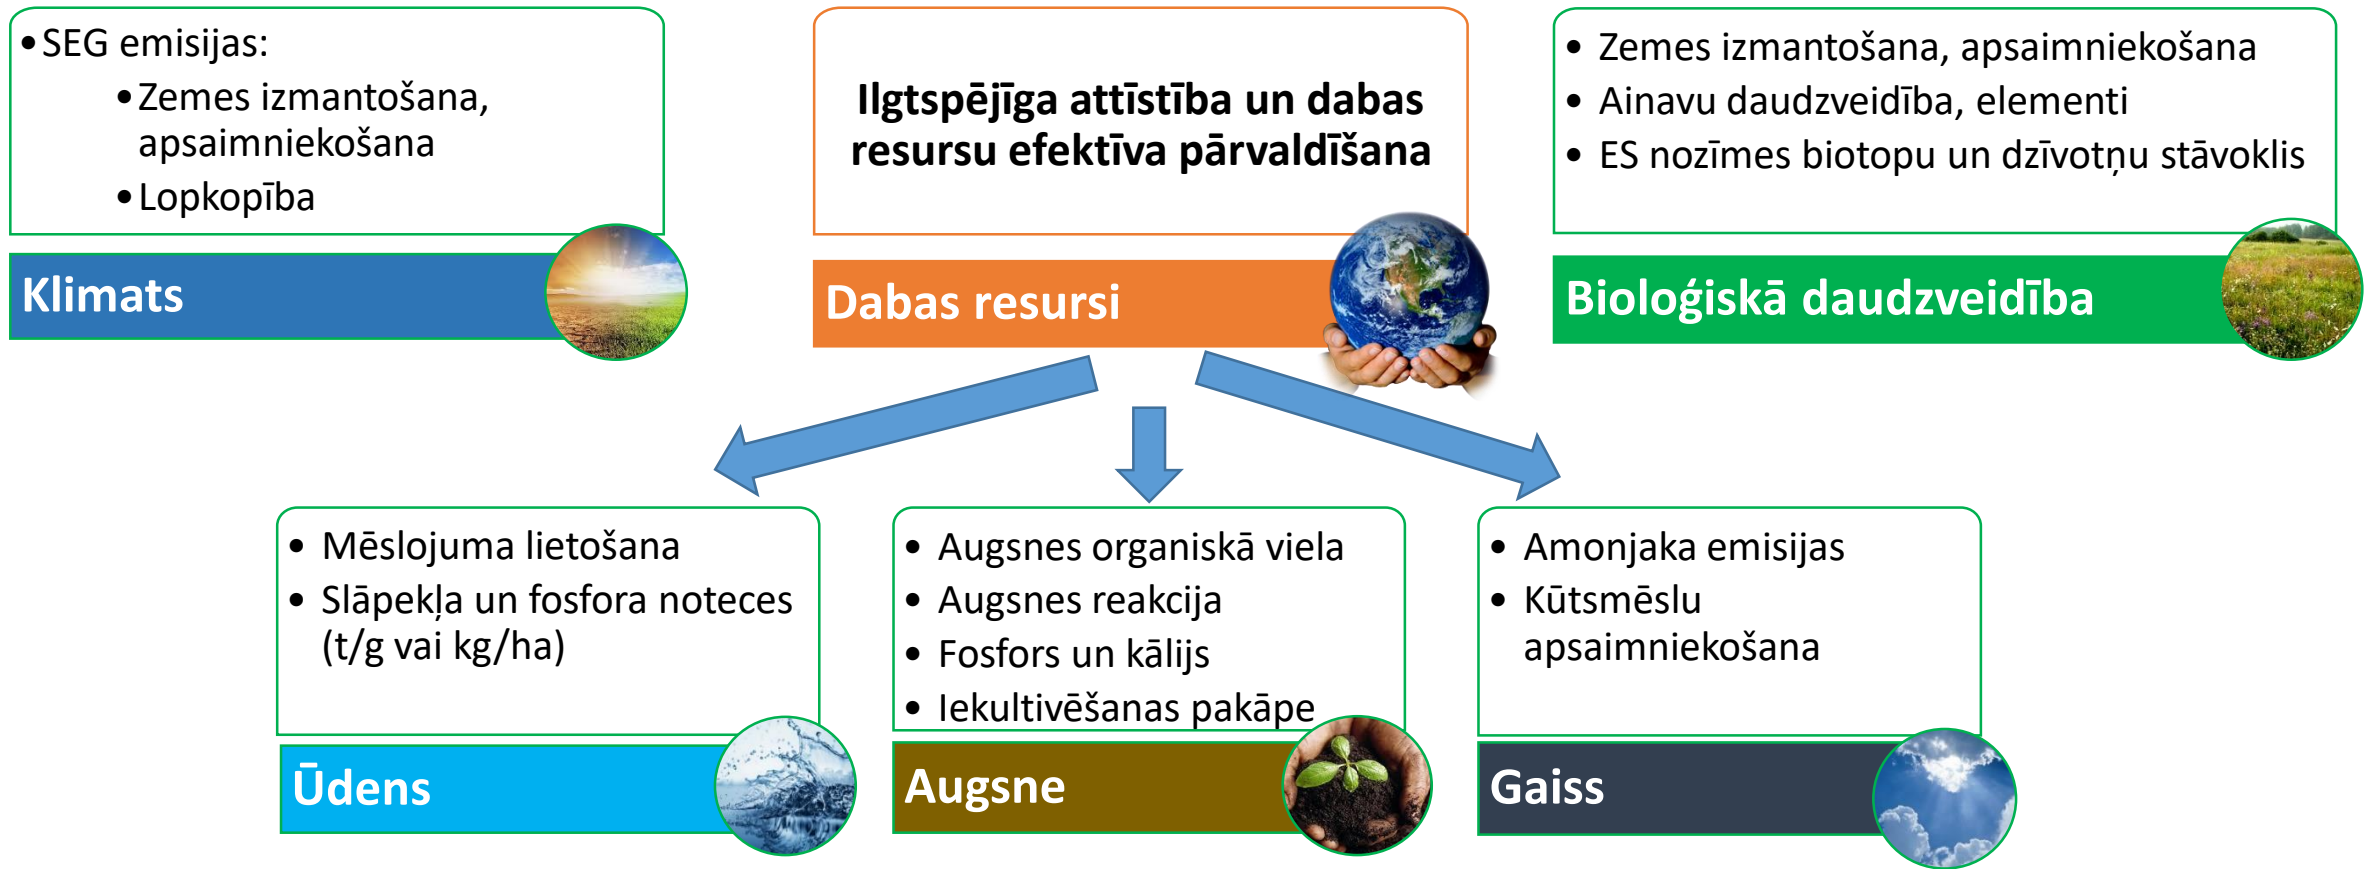 •SEG emisijas:
•Zemes izmantošana,
apsaimniekošana
•Lopkopība
Klimats
Ilgtspējīga attīstība un dabas
resursu efektīva pārvaldīšana
Dabas resursi
• Zemes izmantošana, apsaimniekošana
• Ainavu daudzveidība, elementi
• ES nozīmes biotopu un dzīvotņu stāvoklis
Bioloģiskā daudzveidība
• Mēslojuma lietošana
• Slāpekļa un fosfora noteces
(t/g vai kg/ha)
Ūdens
• Augsnes organiskā viela
• Augsnes reakcija
• Fosfors un kālijs
• Iekultivēšanas pakāpe
Augsne
• Amonjaka emisijas
• Kūtsmēslu
apsaimniekošana
Gaiss